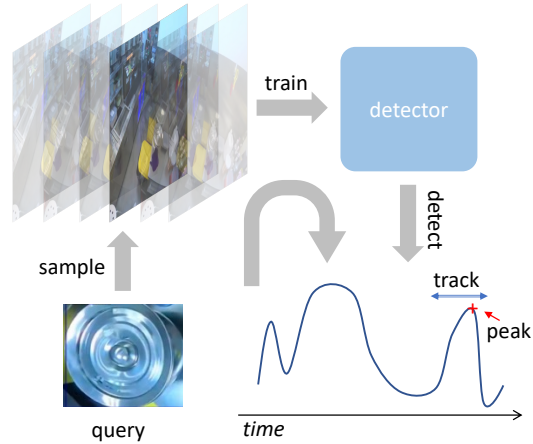 train
detector
detect
sample
track
peak
query
time